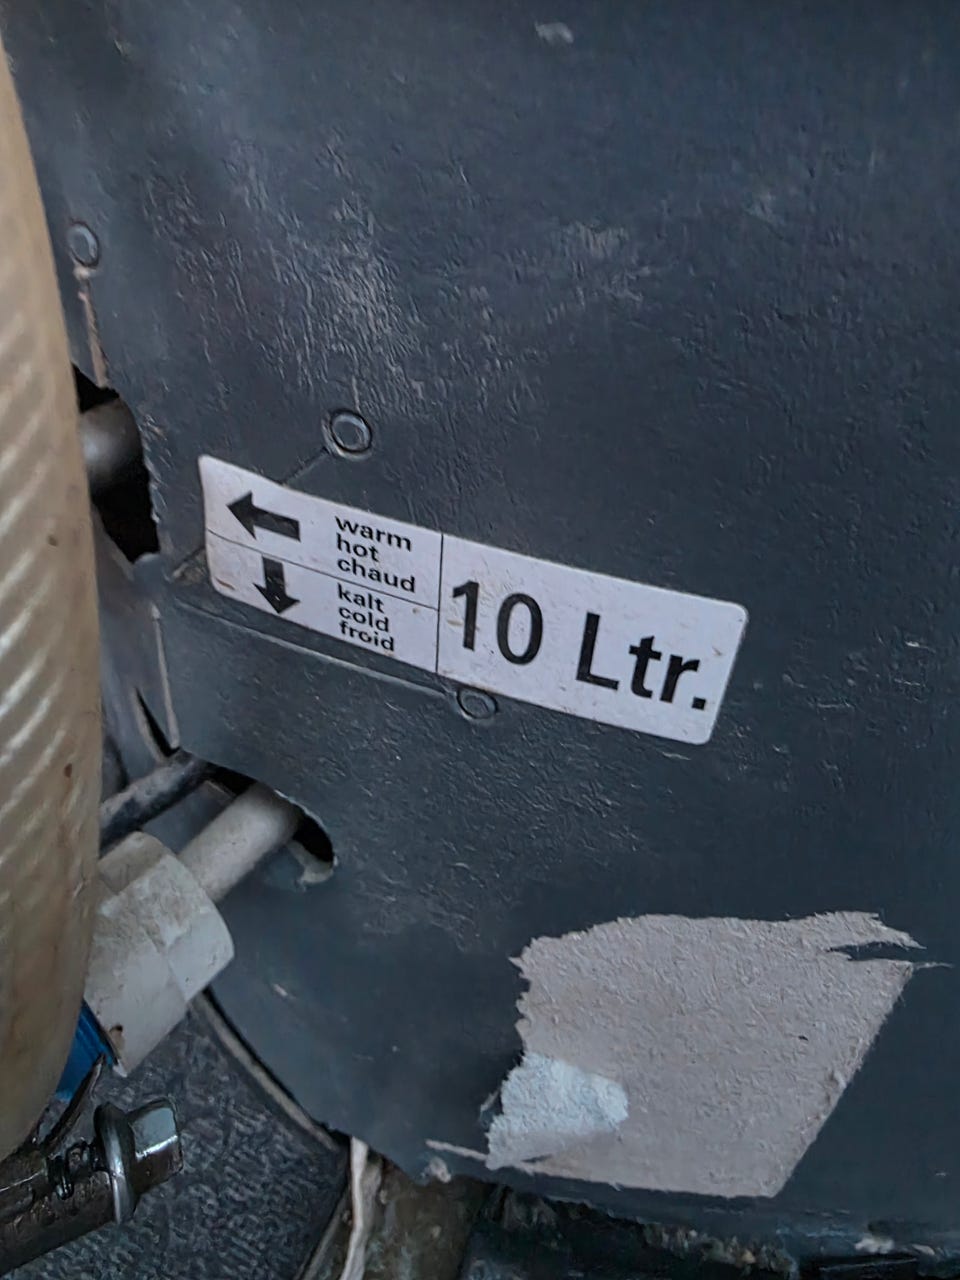 warm
hot
chaud
kalt
cold
froid
10 Ltr.